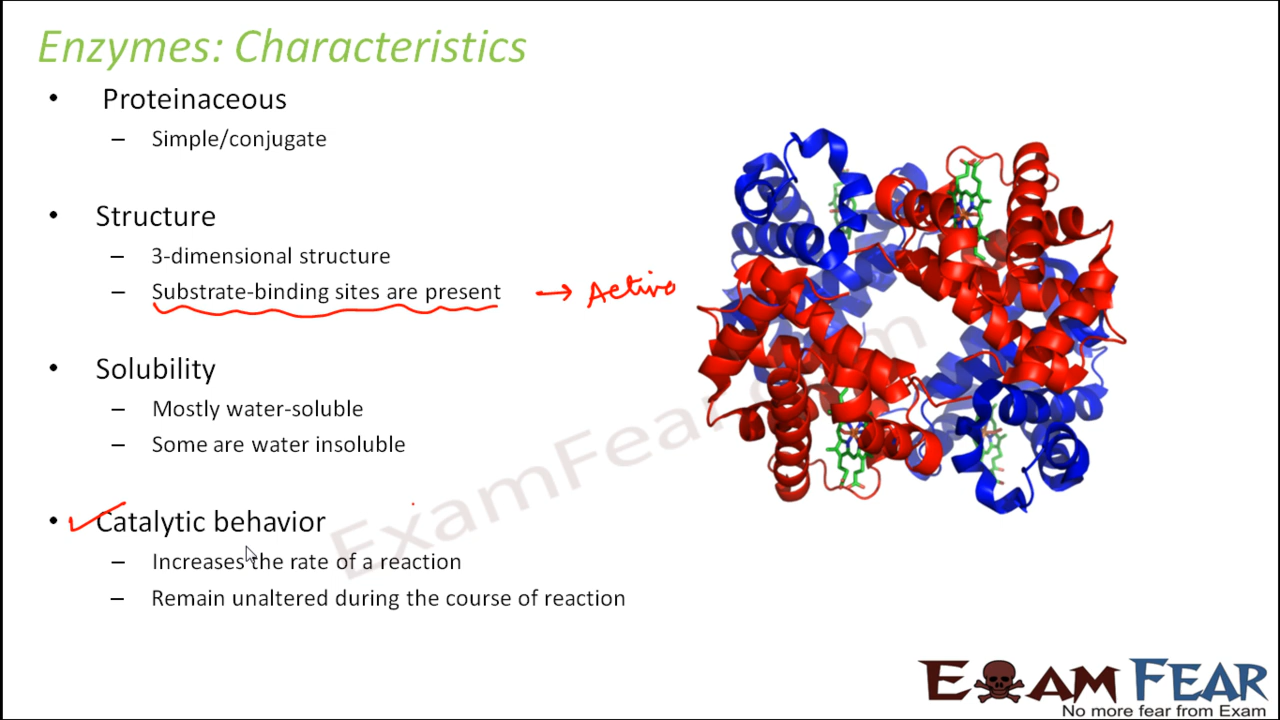 Enzymes: Characteristics
• Proteinaceous
– Simple/conjugate
• Structure
– 3-dimensional structure
– Substrate-binding sites are present → Active
• Solubility
– Mostly water-soluble
– Some are water insoluble
• Catalytic behavior
– Increases the rate of a reaction
– Remain unaltered during the course of reaction
ExamFear.com
EXAM FEAR
No more fear from Exam